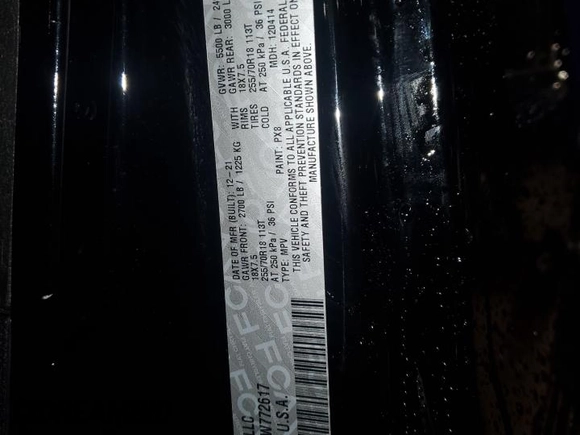 LLC
W772617
U.S.A.
DATE OF MFR (BUILT): 12-21 GVWR: 5500 LB / 24
GAWR FRONT: 2700 LB / 1225 KG WITH GAWR REAR: 3000 L
18X7.5 RIMS 18X7.5
255/70R18 113T TIRES 255/70R18 113T
AT 250 kPa / 36 PSI COLD AT 250 kPa / 36 PSI
TYPE: MPV PAINT: PX8 MDH: 120414
THIS VEHICLE CONFORMS TO ALL APPLICABLE U.S.A. FEDERAL
SAFETY AND THEFT PREVENTION STANDARDS IN EFFECT ON
MANUFACTURE SHOWN ABOVE.